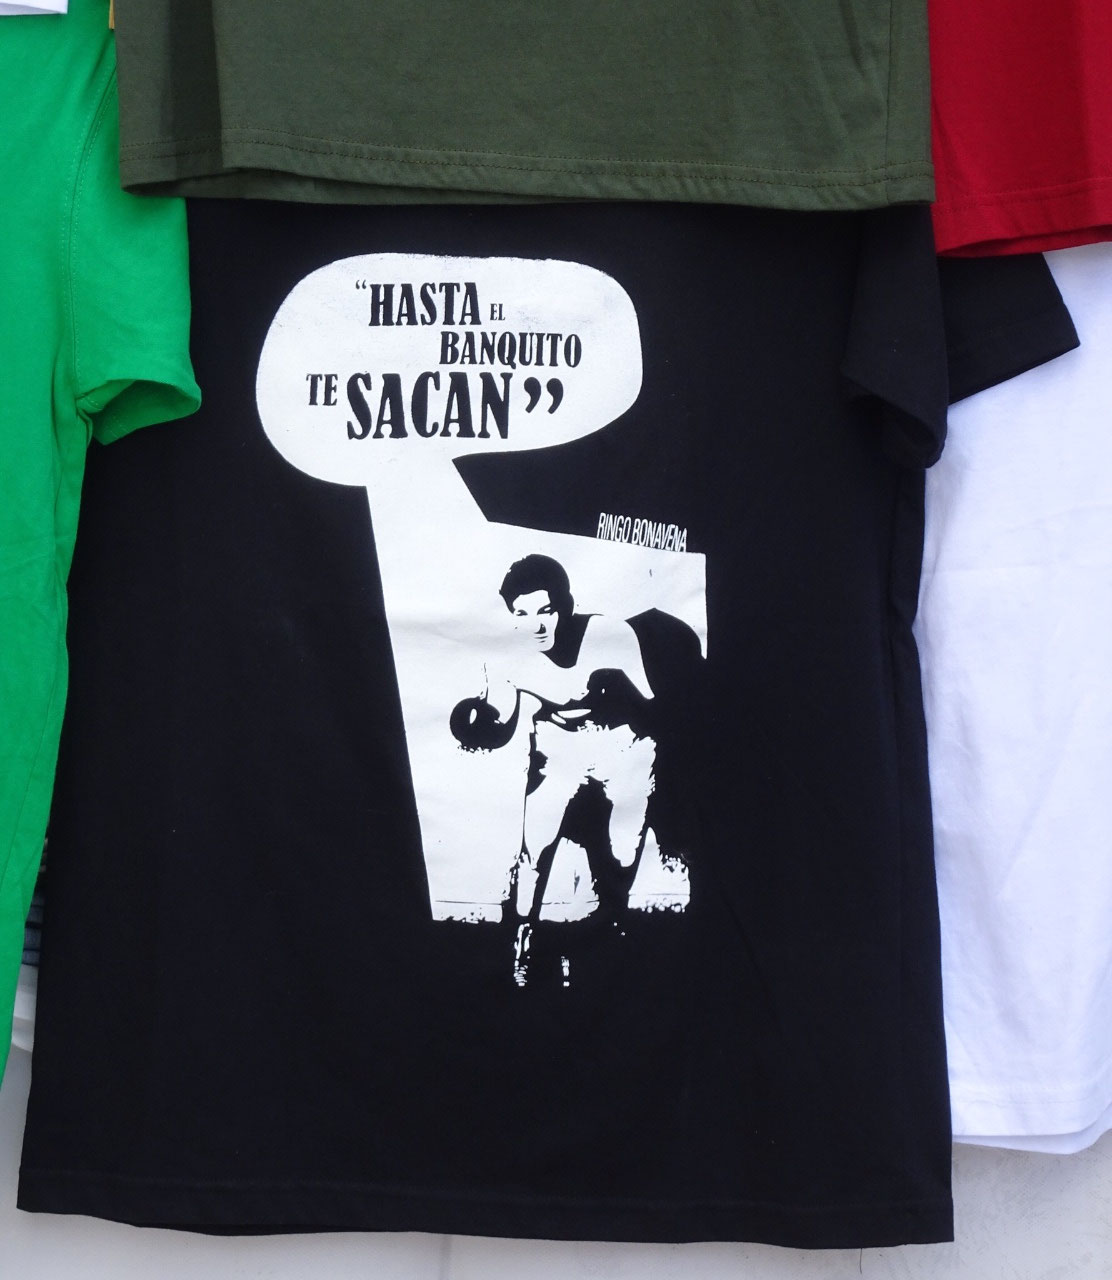 “HASTA EL
BANQUITO
TE SACAN”
RINGO BONAVENA